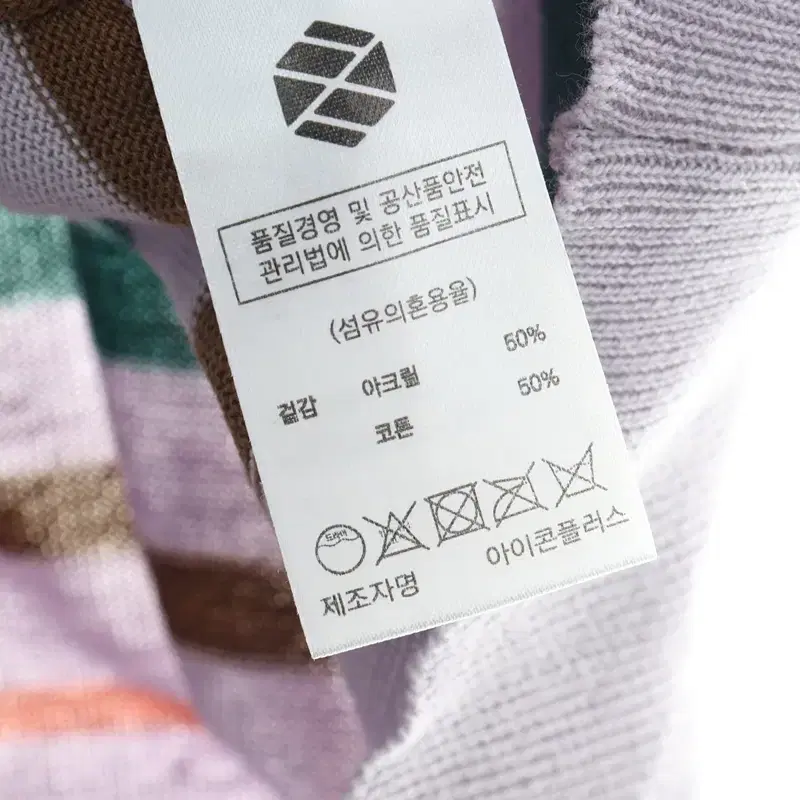 품질경영 및 공산품안전
관리법에 의한 품질표시
(섬유의혼용율)
겉감 아크릴 50%
코튼 50%
드라이
제조자명 아이콘플러스